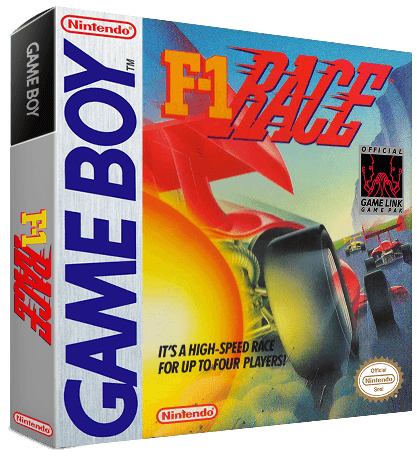 GAME BOY
F-1
RACE
Nintendo
Nintendo
GAME BOY™
F-1 RACE
OFFICIAL
GAME LINK
GAME PAK
IT'S A HIGH-SPEED RACE
FOR UP TO FOUR PLAYERS!
Nintendo
Official
Nintendo
Seal